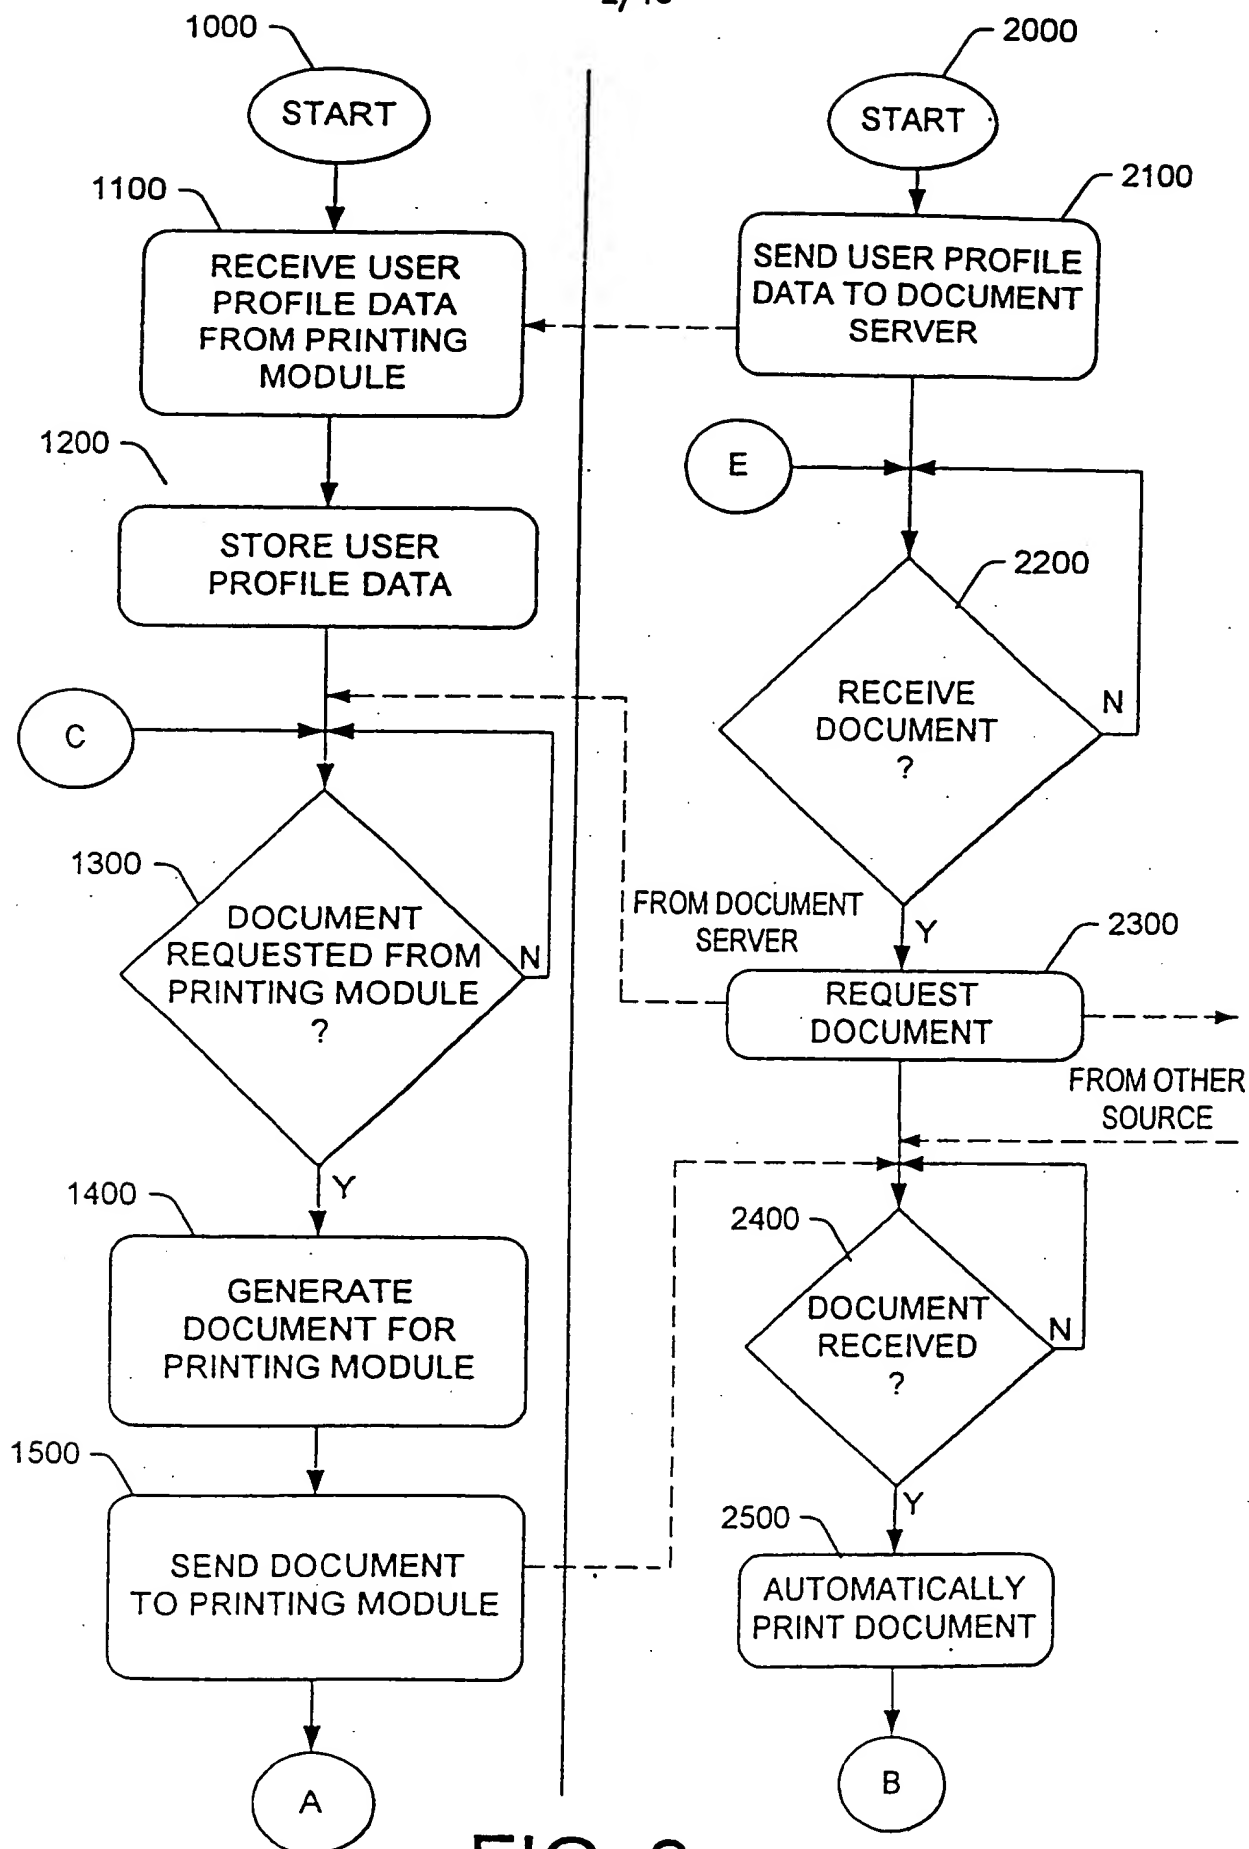 1000
START
1100
RECEIVE USER
PROFILE DATA
FROM PRINTING
MODULE
1200
STORE USER
PROFILE DATA
C
1300
DOCUMENT
REQUESTED FROM
PRINTING MODULE
?
N
Y
1400
GENERATE
DOCUMENT FOR
PRINTING MODULE
1500
SEND DOCUMENT
TO PRINTING MODULE
A
2000
START
2100
SEND USER PROFILE
DATA TO DOCUMENT
SERVER
E
2200
RECEIVE
DOCUMENT
?
N
Y
FROM DOCUMENT
SERVER
2300
REQUEST
DOCUMENT
FROM OTHER
SOURCE
2400
DOCUMENT
RECEIVED
?
N
Y
2500
AUTOMATICALLY
PRINT DOCUMENT
B
FIG.